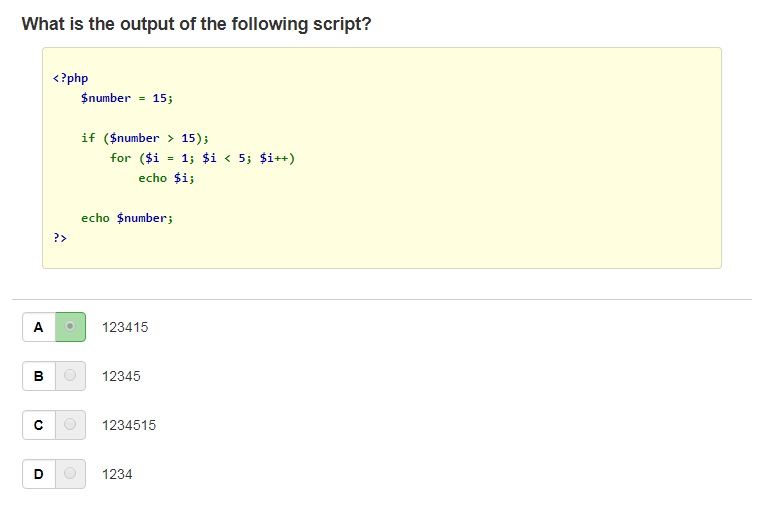 What is the output of the following script?
<?php
$number = 15;
if ($number > 15);
for ($i = 1; $i < 5; $i++)
echo $i;
echo $number;
?>
A 123415
B 12345
C 1234515
D 1234